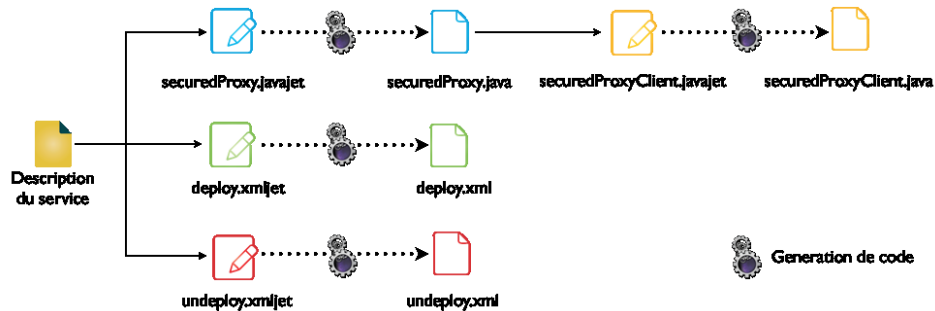 securedProxy.javajet
securedProxy.java
securedProxyClient.javajet
securedProxyClient.java
Description
du service
deploy.xmljet
deploy.xml
undeploy.xmljet
undeploy.xml
Generation de code